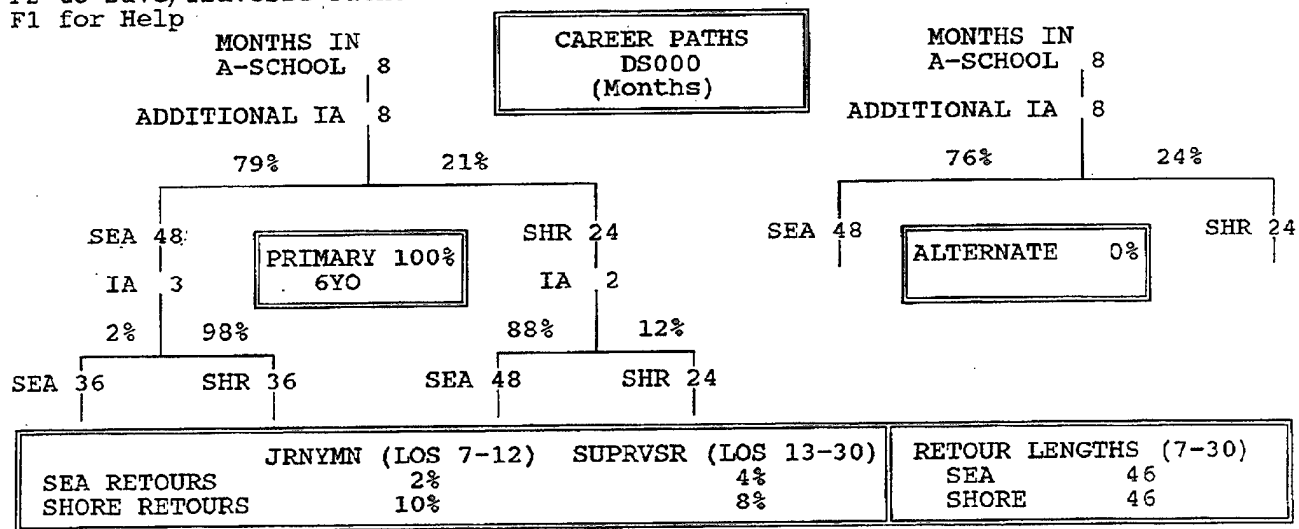 F1 for Help
MONTHS IN
A-SCHOOL 8
ADDITIONAL IA 8
79% 21%
SEA 48
SHR 24
PRIMARY 100%
6YO
IA 3
IA 2
2% 98%
88% 12%
SEA 36
SHR 36
SEA 48
SHR 24
CAREER PATHS
DS000
(Months)
MONTHS IN
A-SCHOOL 8
ADDITIONAL IA 8
76% 24%
SEA 48
SHR 24
ALTERNATE 0%
JRNYMN (LOS 7-12) SUPRVSR (LOS 13-30)
SEA RETOURS 2% 4%
SHORE RETOURS 10% 8%
RETOUR LENGTHS (7-30)
SEA 46
SHORE 46